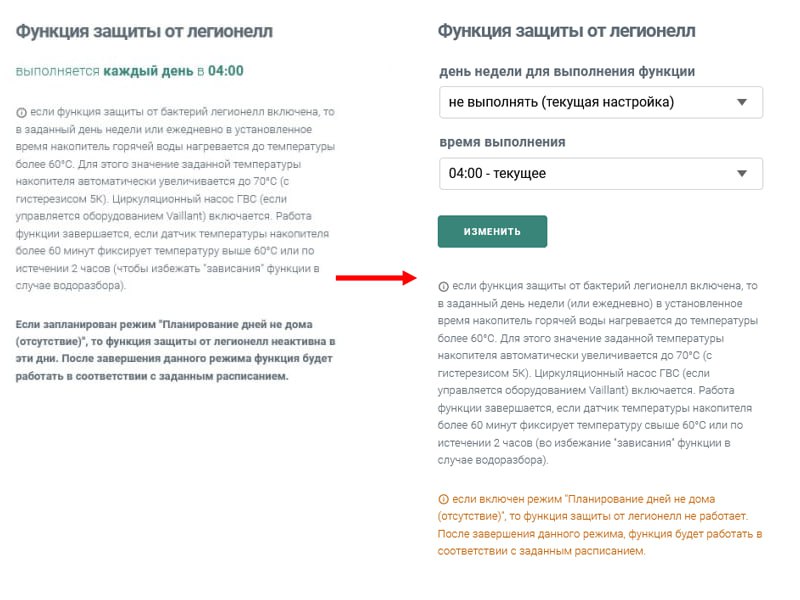 Функция защиты от легионелл
выполняется каждый день в 04:00
если функция защиты от бактерий легионелл включена, то
в заданный день недели или ежедневно в установленное
время накопитель горячей воды нагревается до температуры
более 60°C. Для этого значение заданной температуры
накопителя автоматически увеличивается до 70°C (с
гистерезисом 5K). Циркуляционный насос ГВС (если
управляется оборудованием Vaillant) включается. Работа
функции завершается, если датчик температуры накопителя
более 60 минут фиксирует температуру выше 60°C или по
истечении 2 часов (чтобы избежать "зависания" функции в
случае водоразбора).
Если запланирован режим "Планирование дней не дома
(отсутствие)", то функция защиты от легионелл неактивна в
эти дни. После завершения данного режима функция будет
работать в соответствии с заданным расписанием.
Функция защиты от легионелл
день недели для выполнения функции
не выполнять (текущая настройка)
время выполнения
04:00 - текущее
ИЗМЕНИТЬ
если функция защиты от бактерий легионелл включена, то
в заданный день недели (или ежедневно) в установленное
время накопитель горячей воды нагревается до температуры
более 60°C. Для этого значение заданной температуры
накопителя автоматически увеличивается до 70°C (с
гистерезисом 5K). Циркуляционный насос ГВС (если
управляется оборудованием Vaillant) включается. Работа
функции завершается, если датчик температуры накопителя
более 60 минут фиксирует температуру свыше 60°C или по
истечении 2 часов (во избежание "зависания" функции в
случае водоразбора).
если включен режим "Планирование дней не дома
(отсутствие)", то функция защиты от легионелл не работает.
После завершения данного режима, функция будет работать в
соответствии с заданным расписанием.